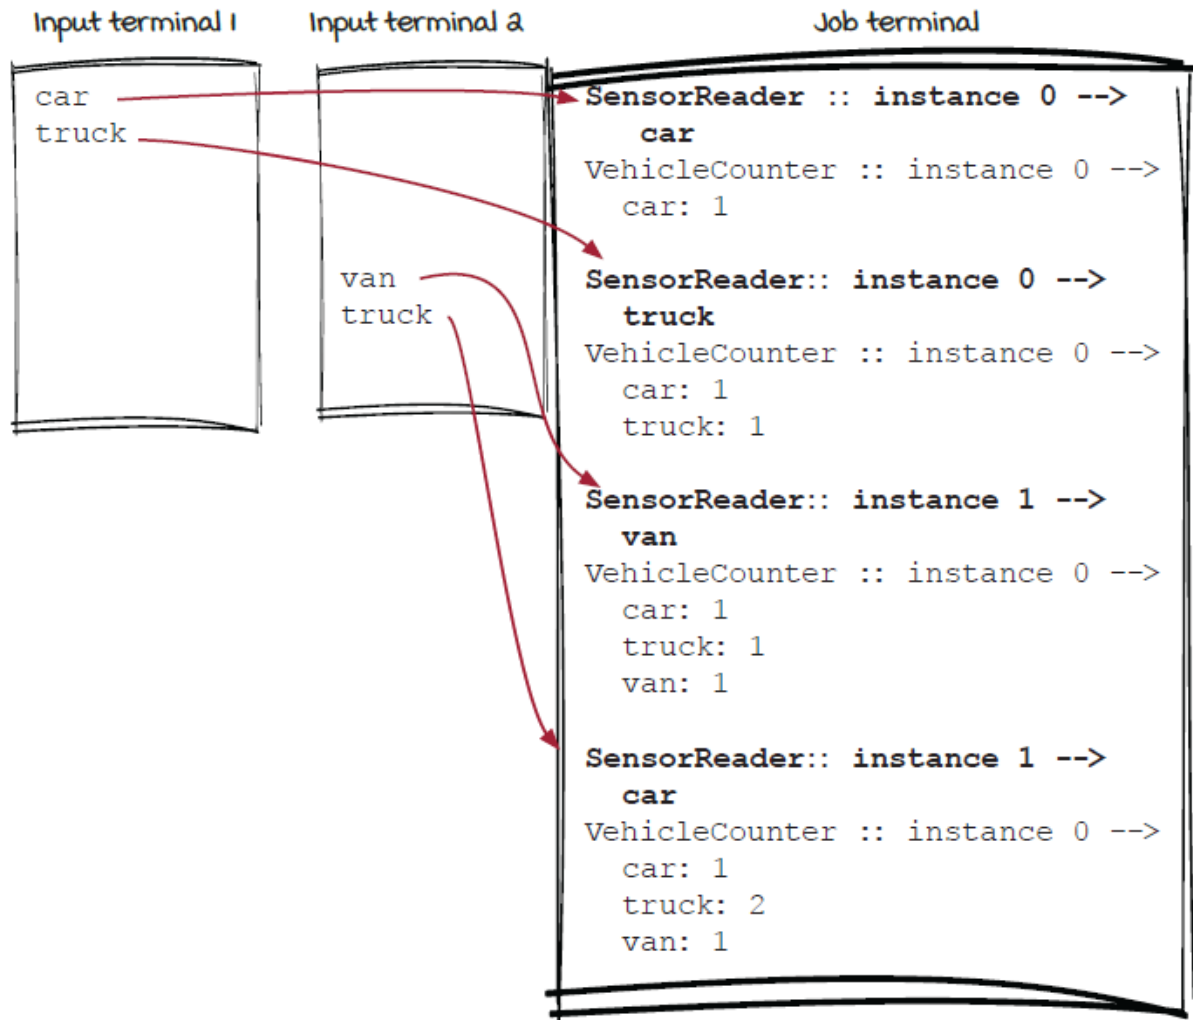 Input terminal 1
Input terminal 2
Job terminal
car
truck
van
truck
SensorReader :: instance 0 -->
car
VehicleCounter :: instance 0 -->
car: 1
SensorReader:: instance 0 -->
truck
VehicleCounter :: instance 0 -->
car: 1
truck: 1
SensorReader:: instance 1 -->
van
VehicleCounter :: instance 0 -->
car: 1
truck: 1
van: 1
SensorReader:: instance 1 -->
car
VehicleCounter :: instance 0 -->
car: 1
truck: 2
van: 1